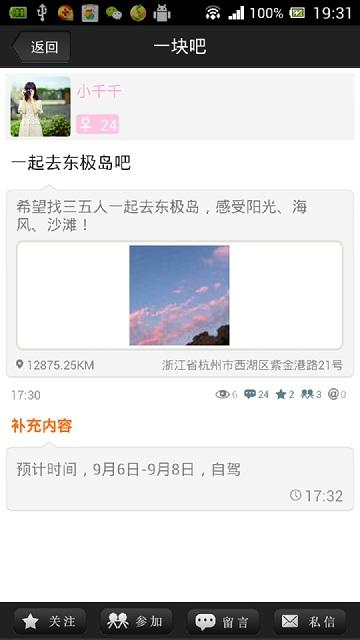 100% 19:31
返回
一块吧
小千千
♀ 24
一起去东极岛吧
希望找三五人一起去东极岛，感受阳光、海
风、沙滩！
12875.25KM 浙江省杭州市西湖区紫金港路21号
17:30 6 24 2 3 @0
补充内容
预计时间，9月6日-9月8日，自驾
17:32
关注 参加 留言 私信